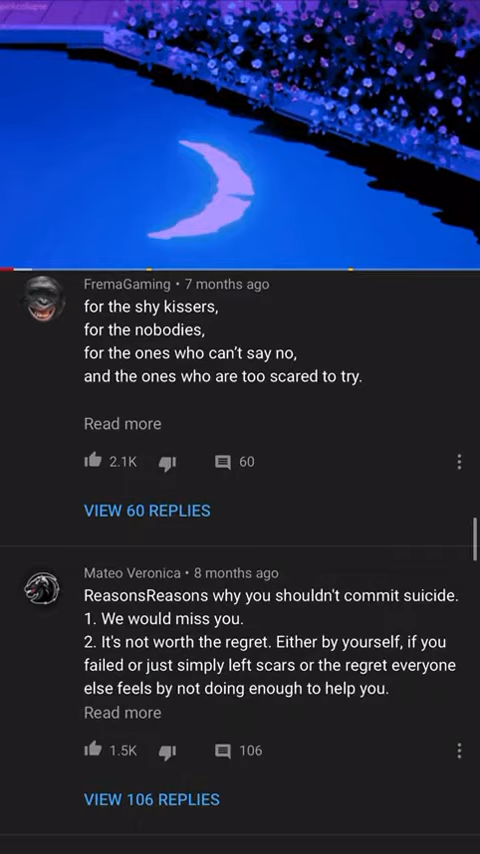 FremaGaming • 7 months ago
for the shy kissers,
for the nobodies,
for the ones who can't say no,
and the ones who are too scared to try.
Read more
2.1K 60
VIEW 60 REPLIES
Mateo Veronica • 8 months ago
ReasonsReasons why you shouldn't commit suicide.
1. We would miss you.
2. It's not worth the regret. Either by yourself, if you
failed or just simply left scars or the regret everyone
else feels by not doing enough to help you.
Read more
1.5K 106
VIEW 106 REPLIES